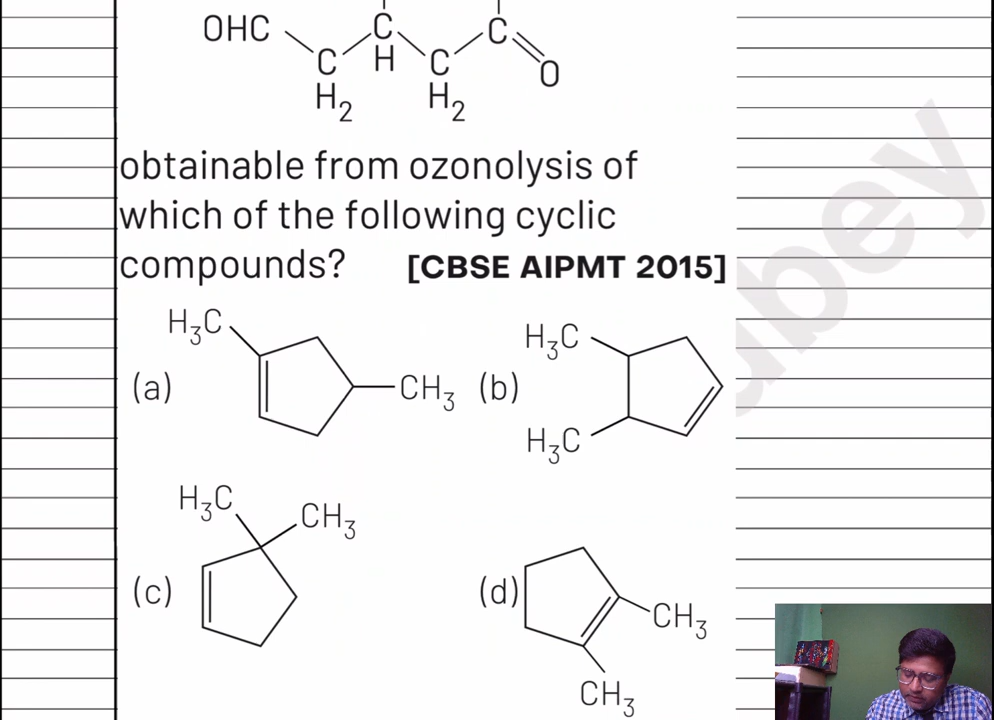 OHC C C H C C O
H2 H2
obtainable from ozonolysis of
which of the following cyclic
compounds? [CBSE AIPMT 2015]
H3C
(a) CH3
H3C
(b)
H3C
H3C CH3
(c)
(d) CH3
CH3